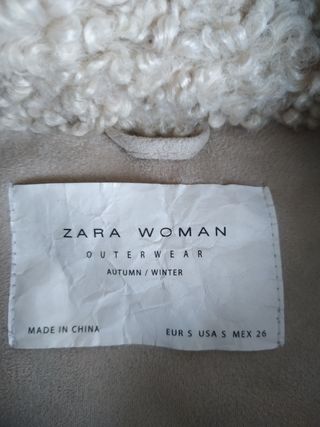 ZARA WOMAN
OUTERWEAR
AUTUMN / WINTER
MADE IN CHINA
EUR S USA S MEX 26